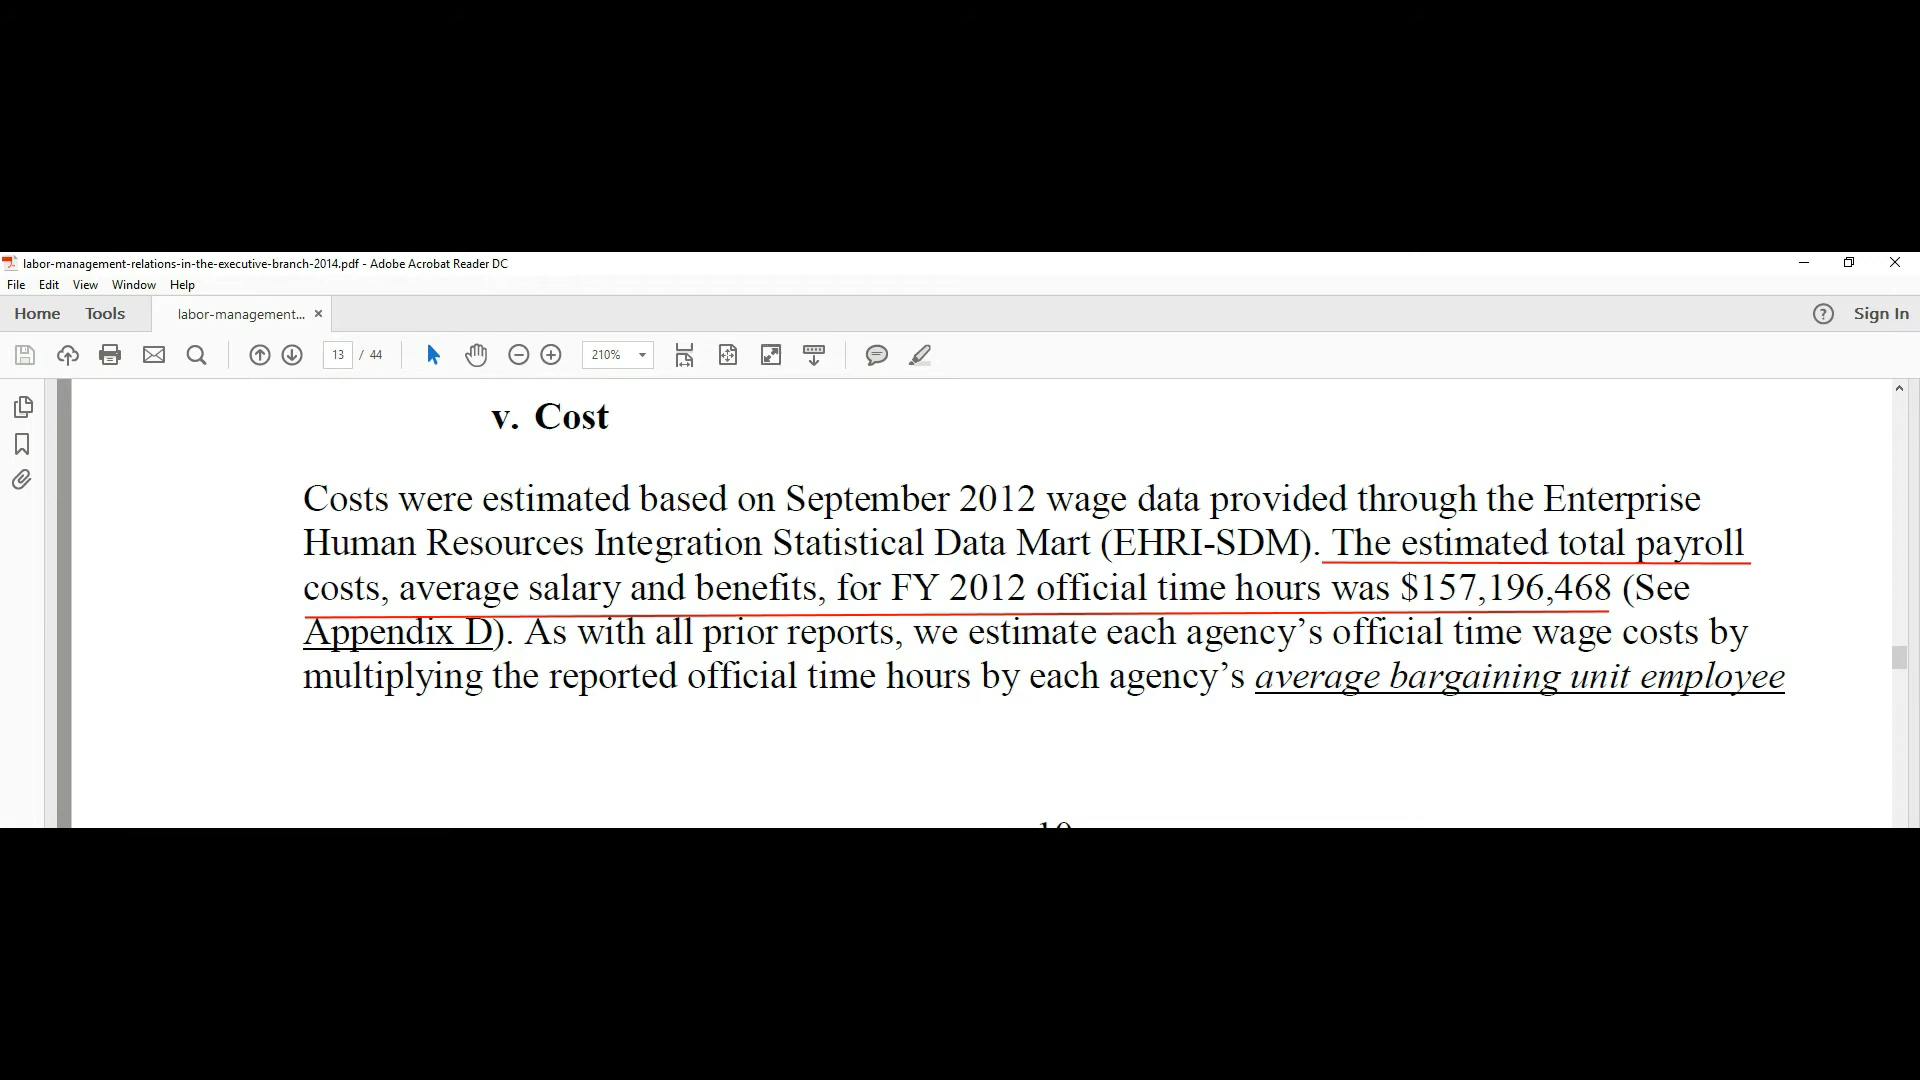 labor-management-relations-in-the-executive-branch-2014.pdf - Adobe Acrobat Reader DC
File Edit View Window Help
Home Tools labor-management... × Sign In
13 / 44 210%
v. Cost
Costs were estimated based on September 2012 wage data provided through the Enterprise
Human Resources Integration Statistical Data Mart (EHRI-SDM). The estimated total payroll
costs, average salary and benefits, for FY 2012 official time hours was $157,196,468 (See
Appendix D). As with all prior reports, we estimate each agency’s official time wage costs by
multiplying the reported official time hours by each agency’s average bargaining unit employee